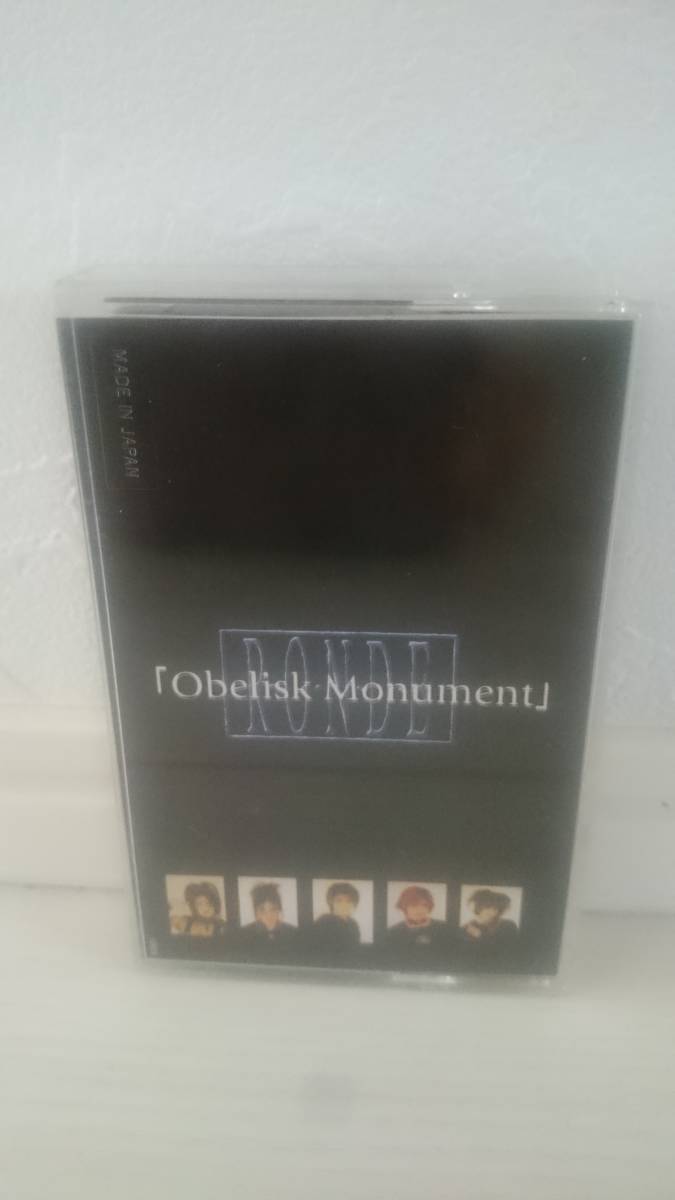 MADE IN JAPAN
RONDE
「Obelisk Monument」